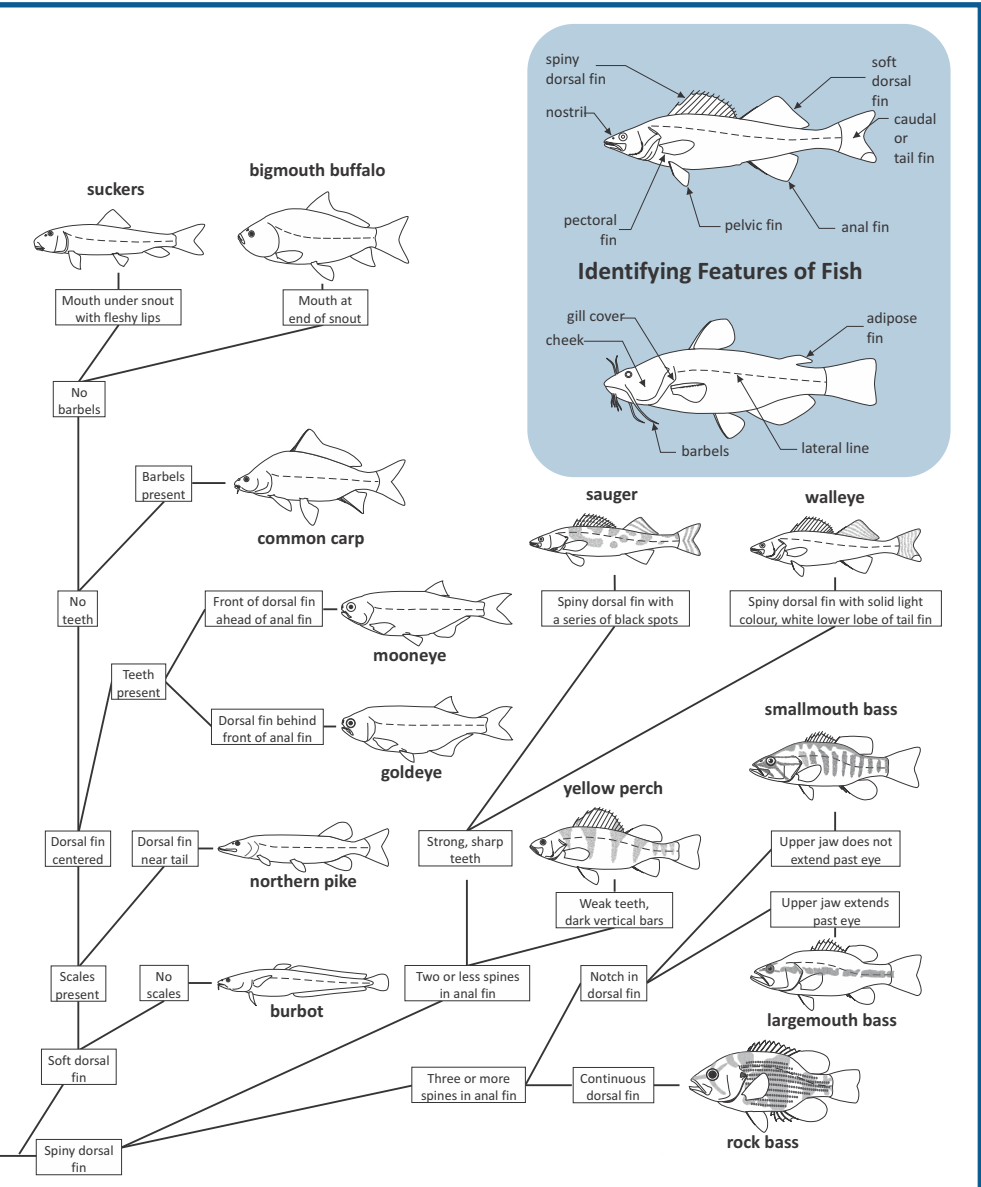 spiny
dorsal fin
soft
dorsal
fin
nostril
caudal
or
tail fin
pectoral
fin
pelvic fin
anal fin
Identifying Features of Fish
gill cover
cheek
adipose
fin
barbels
lateral line
suckers
bigmouth buffalo
Mouth under snout
with fleshy lips
Mouth at
end of snout
No
barbels
Barbels
present
common carp
sauger
walleye
No
teeth
Front of dorsal fin
ahead of anal fin
mooneye
Spiny dorsal fin with
a series of black spots
Spiny dorsal fin with solid light
colour, white lower lobe of tail fin
Teeth
present
Dorsal fin behind
front of anal fin
goldeye
smallmouth bass
yellow perch
Dorsal fin
centered
Dorsal fin
near tail
northern pike
Strong, sharp
teeth
Upper jaw does not
extend past eye
Weak teeth,
dark vertical bars
Upper jaw extends
past eye
Scales
present
No
scales
burbot
Two or less spines
in anal fin
Notch in
dorsal fin
largemouth bass
Soft dorsal
fin
Three or more
spines in anal fin
Continuous
dorsal fin
rock bass
Spiny dorsal
fin